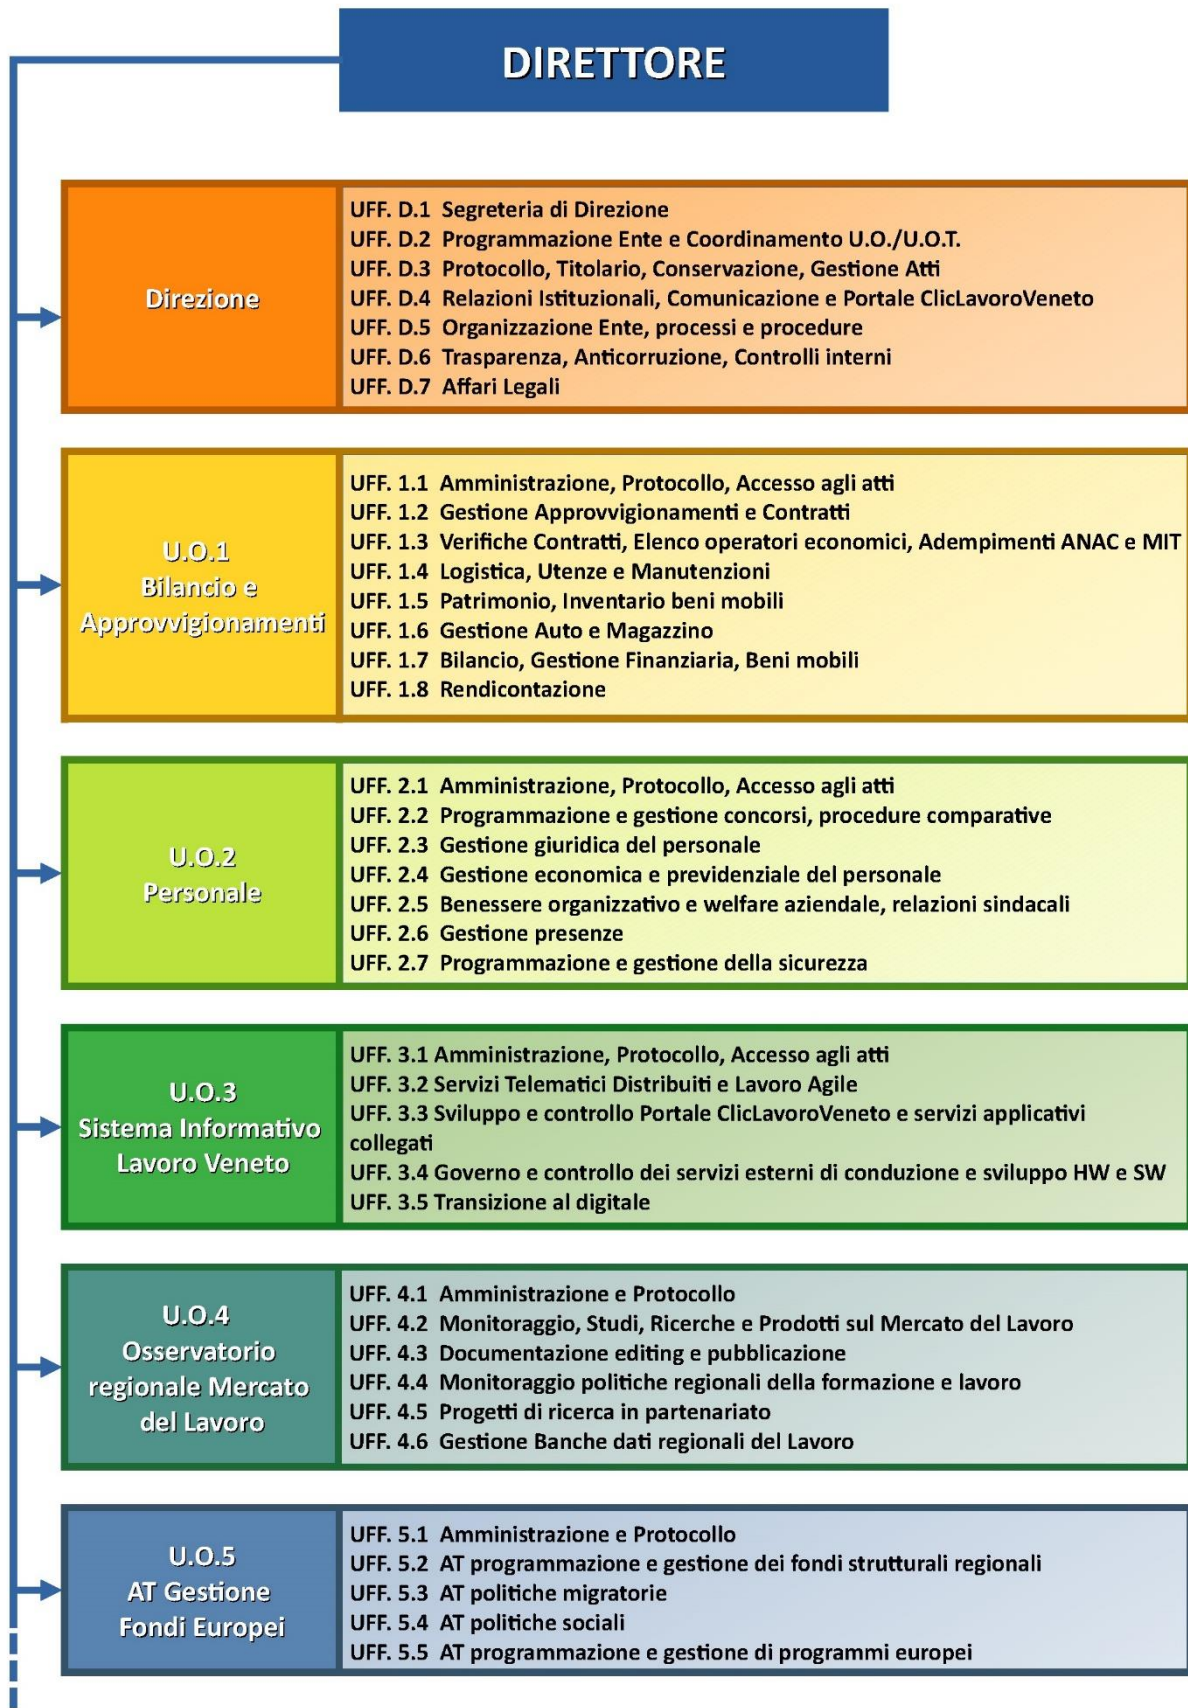 DIRETTORE
Direzione
UFF. D.1 Segreteria di Direzione
UFF. D.2 Programmazione Ente e Coordinamento U.O./U.O.T.
UFF. D.3 Protocollo, Titolario, Conservazione, Gestione Atti
UFF. D.4 Relazioni Istituzionali, Comunicazione e Portale ClicLavoroVeneto
UFF. D.5 Organizzazione Ente, processi e procedure
UFF. D.6 Trasparenza, Anticorruzione, Controlli interni
UFF. D.7 Affari Legali
U.O.1
Bilancio e
Approvvigionamenti
UFF. 1.1 Amministrazione, Protocollo, Accesso agli atti
UFF. 1.2 Gestione Approvvigionamenti e Contratti
UFF. 1.3 Verifiche Contratti, Elenco operatori economici, Adempimenti ANAC e MIT
UFF. 1.4 Logistica, Utenze e Manutenzioni
UFF. 1.5 Patrimonio, Inventario beni mobili
UFF. 1.6 Gestione Auto e Magazzino
UFF. 1.7 Bilancio, Gestione Finanziaria, Beni mobili
UFF. 1.8 Rendicontazione
U.O.2
Personale
UFF. 2.1 Amministrazione, Protocollo, Accesso agli atti
UFF. 2.2 Programmazione e gestione concorsi, procedure comparative
UFF. 2.3 Gestione giuridica del personale
UFF. 2.4 Gestione economica e previdenziale del personale
UFF. 2.5 Benessere organizzativo e welfare aziendale, relazioni sindacali
UFF. 2.6 Gestione presenze
UFF. 2.7 Programmazione e gestione della sicurezza
U.O.3
Sistema Informativo
Lavoro Veneto
UFF. 3.1 Amministrazione, Protocollo, Accesso agli atti
UFF. 3.2 Servizi Telematici Distribuiti e Lavoro Agile
UFF. 3.3 Sviluppo e controllo Portale ClicLavoroVeneto e servizi applicativi
collegati
UFF. 3.4 Governo e controllo dei servizi esterni di conduzione e sviluppo HW e SW
UFF. 3.5 Transizione al digitale
U.O.4
Osservatorio
regionale Mercato
del Lavoro
UFF. 4.1 Amministrazione e Protocollo
UFF. 4.2 Monitoraggio, Studi, Ricerche e Prodotti sul Mercato del Lavoro
UFF. 4.3 Documentazione editing e pubblicazione
UFF. 4.4 Monitoraggio politiche regionali della formazione e lavoro
UFF. 4.5 Progetti di ricerca in partenariato
UFF. 4.6 Gestione Banche dati regionali del Lavoro
U.O.5
AT Gestione
Fondi Europei
UFF. 5.1 Amministrazione e Protocollo
UFF. 5.2 AT programmazione e gestione dei fondi strutturali regionali
UFF. 5.3 AT politiche migratorie
UFF. 5.4 AT politiche sociali
UFF. 5.5 AT programmazione e gestione di programmi europei